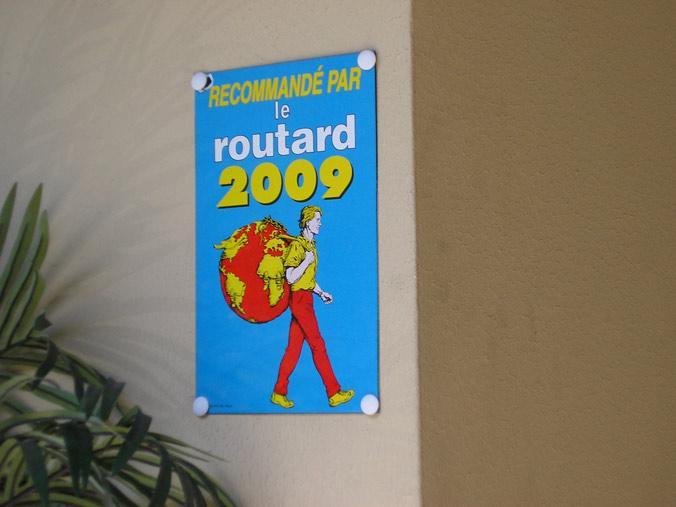 RECOMMANDÉ PAR
le
routard
2009